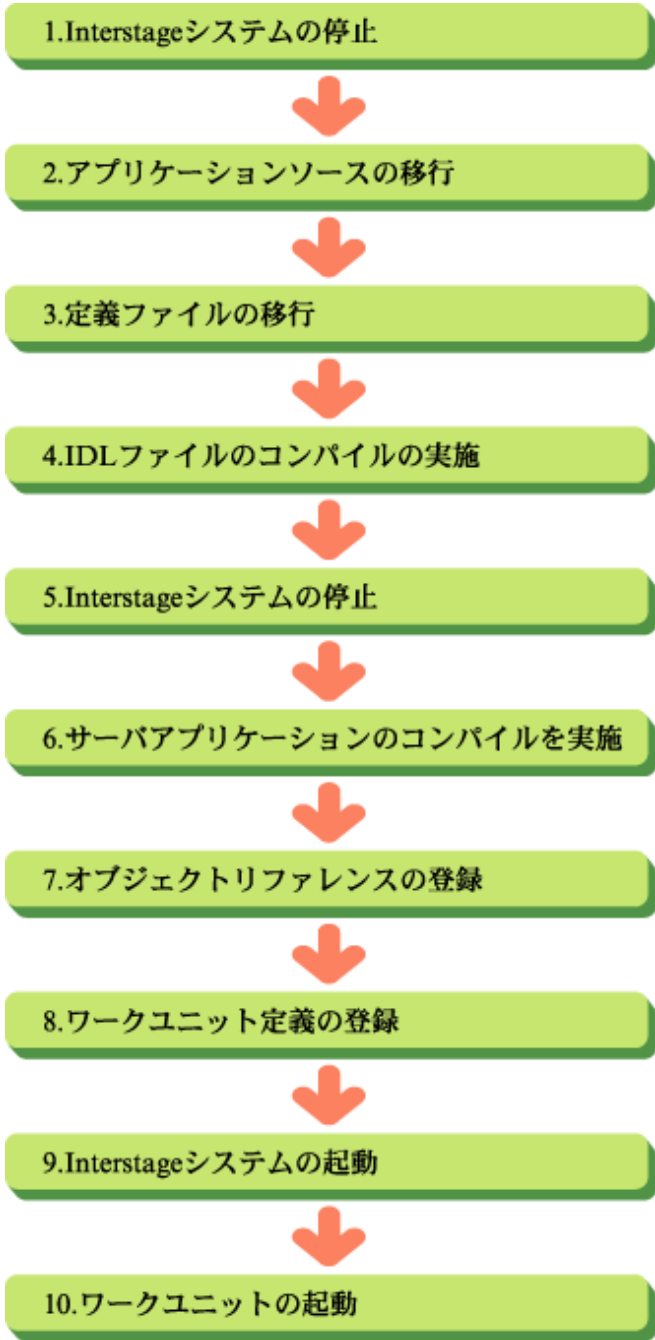 1.Interstageシステムの停止
2.アプリケーションソースの移行
3.定義ファイルの移行
4.IDLファイルのコンパイルの実施
5.Interstageシステムの停止
6.サーバアプリケーションのコンパイルを実施
7.オブジェクトリファレンスの登録
8.ワークユニット定義の登録
9.Interstageシステムの起動
10.ワークユニットの起動